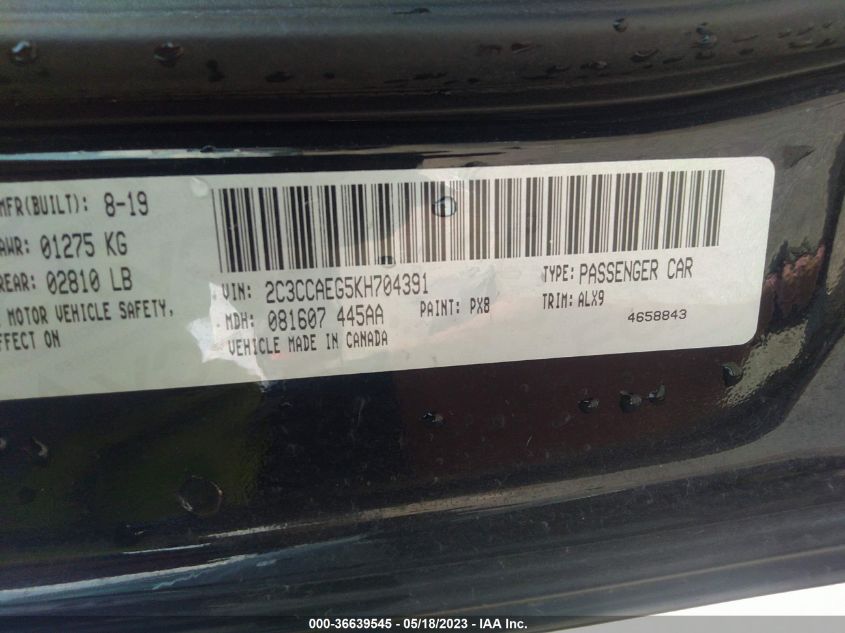 MFR(BUILT): 8-19
AWR: 01275 KG
REAR: 02810 LB
MOTOR VEHICLE SAFETY,
EFFECT ON
VIN: 2C3CCAEG5KH704391
TYPE: PASSENGER CAR
MDH: 081607 445AA
PAINT: PX8
TRIM: ALX9
VEHICLE MADE IN CANADA
4658843
000-36639545 — 05/18/2023 — IAA Inc.